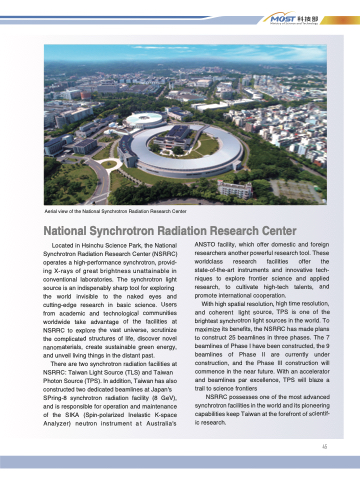 MOST 科技部
Ministry of Science and Technology
Aerial view of the National Synchrotron Radiation Research Center
National Synchrotron Radiation Research Center
Located in Hsinchu Science Park, the National
Synchrotron Radiation Research Center (NSRRC)
operates a high-performance synchrotron, provid-
ing X-rays of great brightness unattainable in
conventional laboratories. The synchrotron light
source is an indispenably sharp tool for exploring
the world invisible to the naked eyes and
cutting-edge research in basic science. Users
from academic and technological communities
worldwide take advantage of the facilities at
NSRRC to explore the vast universe, scrutinize
the complicated structures of life, discover novel
nanomaterials, create sustainable green energy,
and unveil living things in the distant past.
There are two synchrotron radiation facilities at
NSRRC: Taiwan Light Source (TLS) and Taiwan
Photon Source (TPS). In addition, Taiwan has also
constructed two dedicated beamlines at Japan's
SPring-8 synchrotron radiation facility (8 GeV),
and is responsible for operation and maintenance
of the SIKA (Spin-polarized Inelastic K-space
Analyzer) neutron instrument at Australia's
ANSTO facility, which offer domestic and foreign
researchers another powerful research tool. These
worldclass research facilities offer the
state-of-the-art instruments and innovative tech-
niques to explore frontier science and applied
research, to cultivate high-tech talents, and
promote international cooperation.
With high spatial resolution, high time resolution,
and coherent light source, TPS is one of the
brightest synchrotron light sources in the world. To
maximize its benefits, the NSRRC has made plans
to construct 25 beamlines in three phases. The 7
beamlines of Phase I have been constructed, the 9
beamlines of Phase II are currently under
construction, and the Phase III construction will
commence in the near future. With an accelerator
and beamlines par excellence, TPS will blaze a
trail to science frontiers
NSRRC possesses one of the most advanced
synchrotron facilities in the world and its pioneering
capabilities keep Taiwan at the forefront of scientif-
ic research.
45